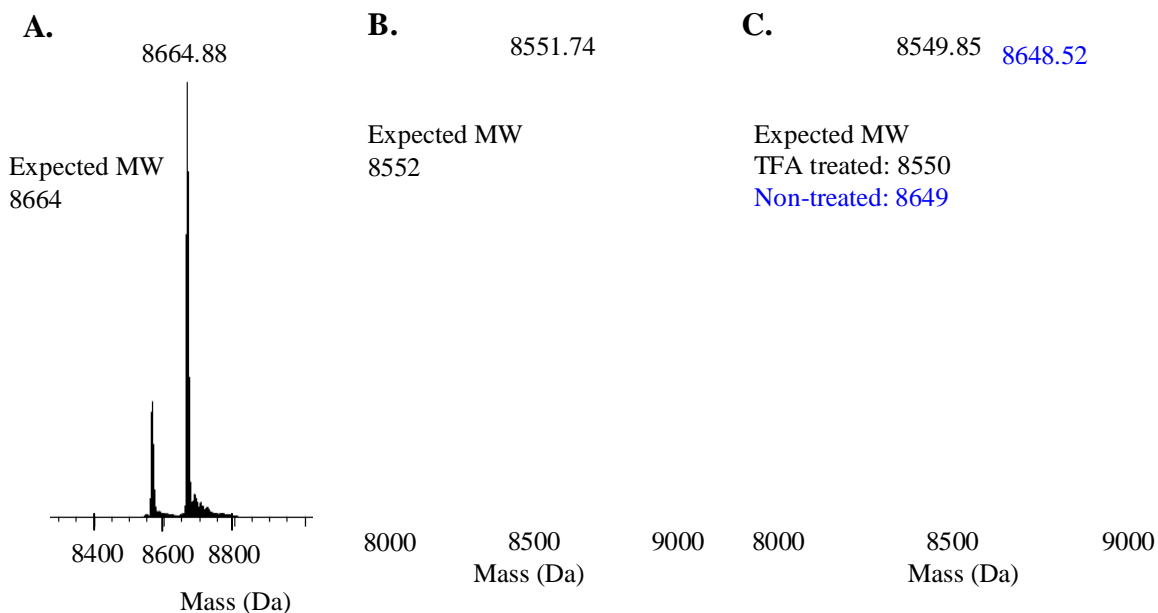 A.
8664.88
Expected MW
8664
8400 8600 8800
Mass (Da)
B.
8551.74
Expected MW
8552
8000 8500 9000
Mass (Da)
C.
8549.85 8648.52
Expected MW
TFA treated: 8550
Non-treated: 8649
8000 8500 9000
Mass (Da)